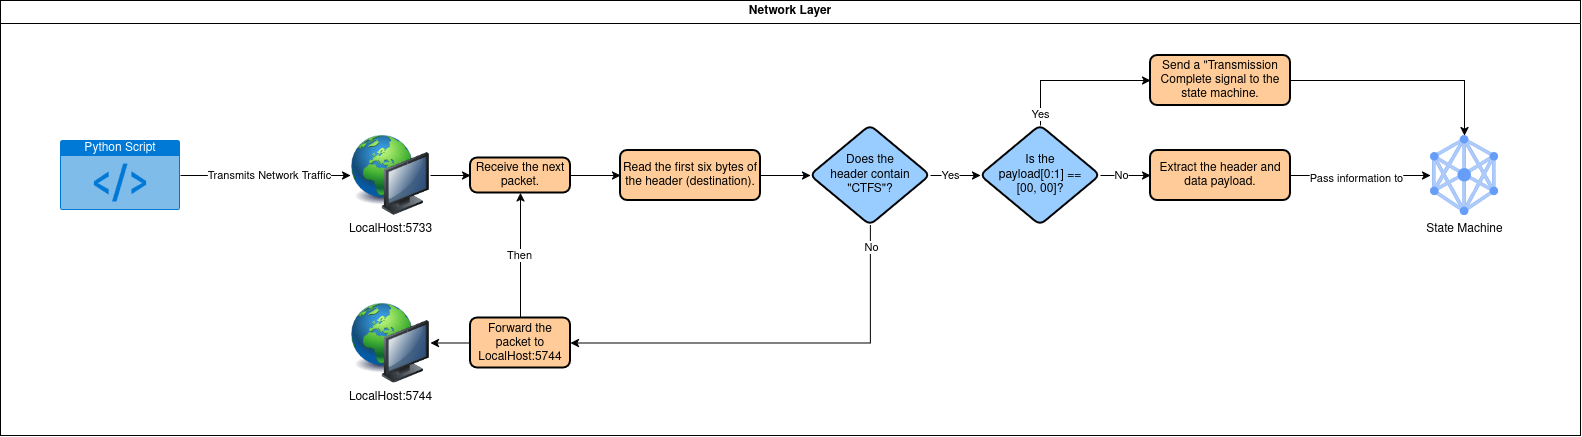 Network Layer
Python Script
</>
Transmits Network Traffic
LocalHost:5733
Receive the next
packet.
Read the first six bytes of
the header (destination).
Does the
header contain
"CTFS"?
Yes
Is the
payload[0:1] ==
[00, 00]?
Yes
Send a "Transmission
Complete signal to the
state machine.
No
Extract the header and
data payload.
Pass information to
State Machine
No
Then
Forward the
packet to
LocalHost:5744
LocalHost:5744